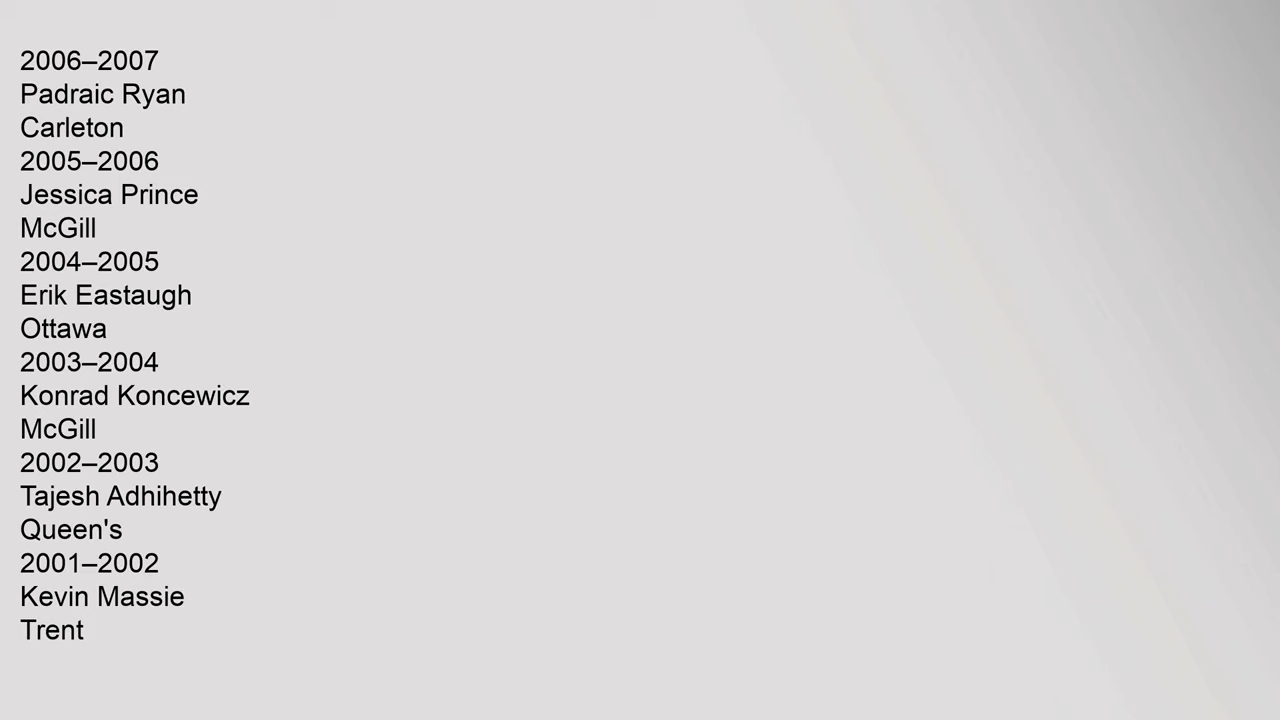 2006–2007
Padraic Ryan
Carleton
2005–2006
Jessica Prince
McGill
2004–2005
Erik Eastaugh
Ottawa
2003–2004
Konrad Koncewicz
McGill
2002–2003
Tajesh Adhihetty
Queen's
2001–2002
Kevin Massie
Trent